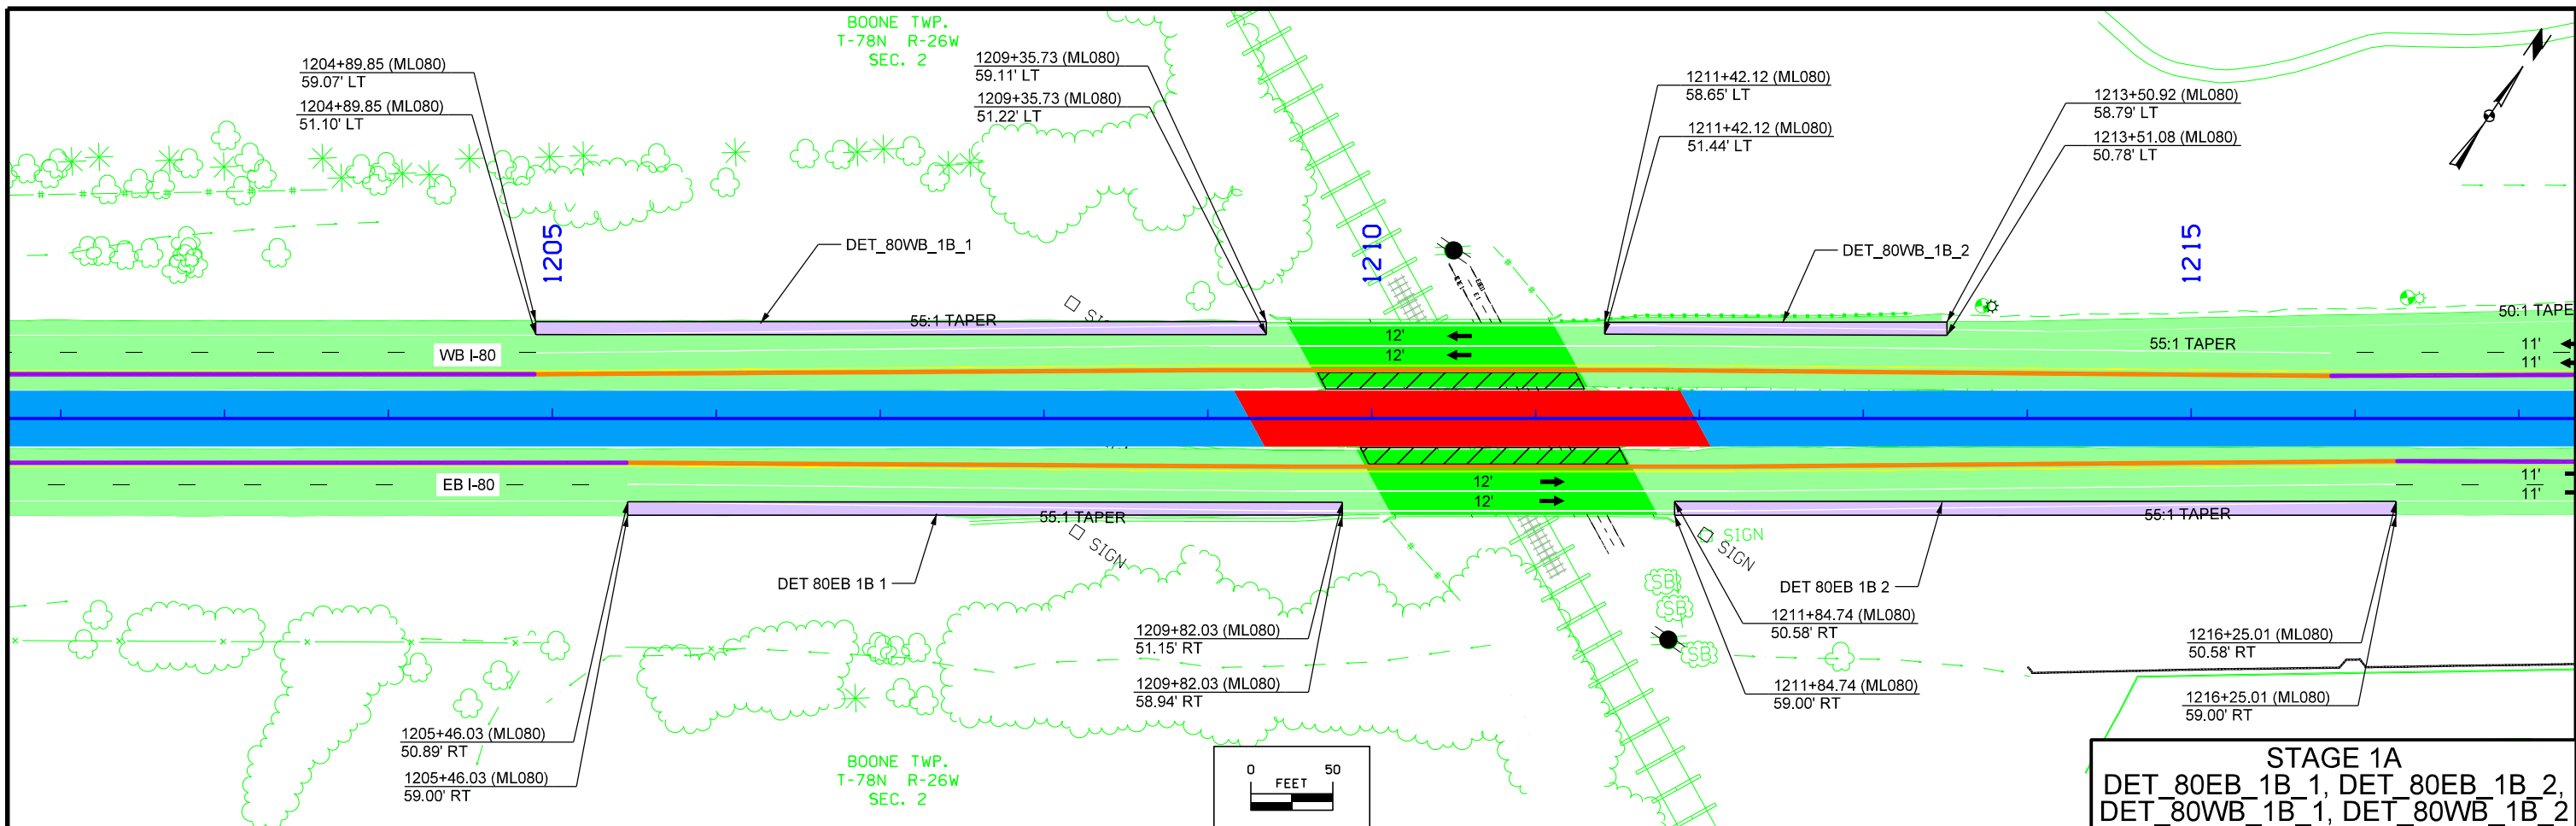 BOONE TWP.
T-78N R-26W
SEC. 2
1204+89.85 (ML080)
59.07' LT
1204+89.85 (ML080)
51.10' LT
1209+35.73 (ML080)
59.11' LT
1209+35.73 (ML080)
51.22' LT
1211+42.12 (ML080)
58.65' LT
1211+42.12 (ML080)
51.44' LT
1213+50.92 (ML080)
58.79' LT
1213+51.08 (ML080)
50.78' LT
1205
DET_80WB_1B_1
1210
DET_80WB_1B_2
1215
55:1 TAPER
50:1 TAPE
12'
12'
WB I-80
55:1 TAPER
11'
11'
EB I-80
12'
12'
11'
11'
55:1 TAPER
55:1 TAPER
SIGN
SIGN
SIGN
DET 80EB 1B 1
DET 80EB 1B 2
SB
SB
SB
1209+82.03 (ML080)
51.15' RT
1209+82.03 (ML080)
58.94' RT
1211+84.74 (ML080)
50.58' RT
1211+84.74 (ML080)
59.00' RT
1216+25.01 (ML080)
50.58' RT
1216+25.01 (ML080)
59.00' RT
1205+46.03 (ML080)
50.89' RT
1205+46.03 (ML080)
59.00' RT
BOONE TWP.
T-78N R-26W
SEC. 2
0 50
FEET
STAGE 1A
DET_80EB_1B_1, DET_80EB_1B_2,
DET_80WB_1B_1, DET_80WB_1B_2